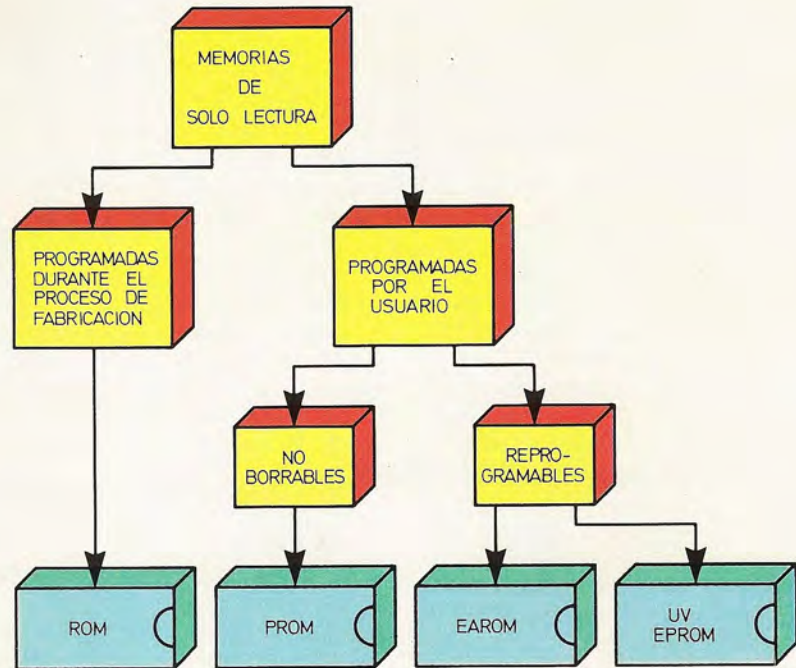 MEMORIAS
DE
SOLO LECTURA
PROGRAMADAS
DURANTE EL
PROCESO DE
FABRICACION
PROGRAMADAS
POR EL
USUARIO
NO
BORRABLES
REPRO-
GRAMABLES
ROM
PROM
EAROM
UV
EPROM